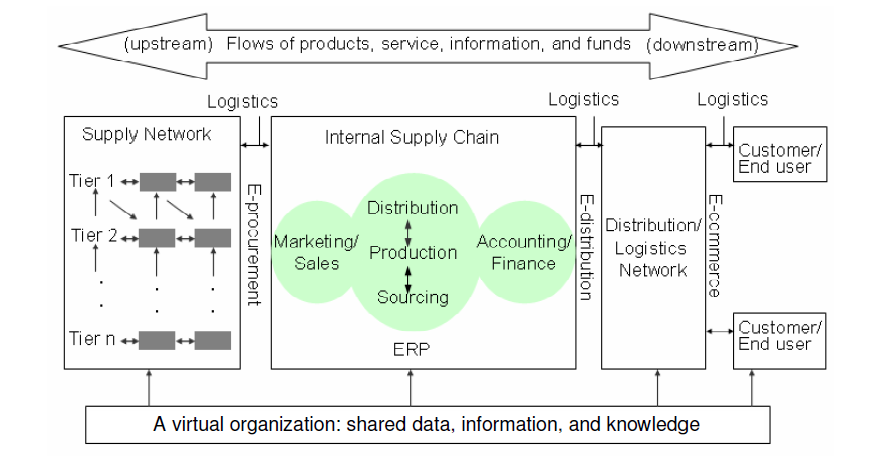 (upstream) Flows of products, service, information, and funds (downstream)
Logistics
Logistics
Logistics
Supply Network
Tier 1
Tier 2
.
.
Tier n
E-procurement
Internal Supply Chain
Marketing/
Sales
Distribution
Production
Sourcing
Accounting/
Finance
ERP
E-distribution
Distribution/
Logistics
Network
E-commerce
Customer/
End user
Customer/
End user
A virtual organization: shared data, information, and knowledge